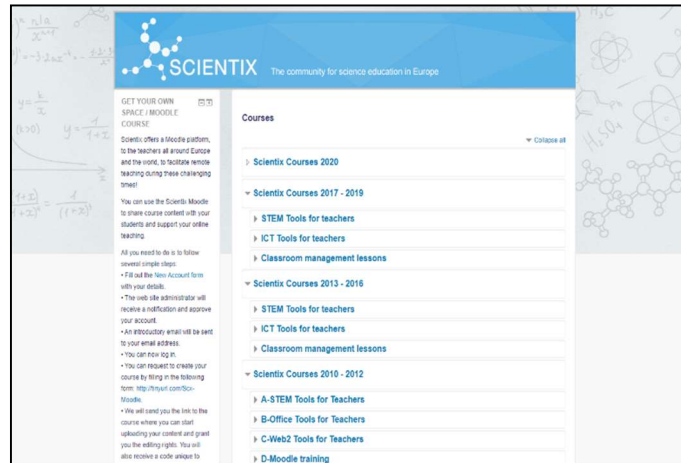 SCIENTIX
The community for science education in Europe
GET YOUR OWN
SPACE / MOODLE
COURSE
Scientix offers a Moodle platform,
to the teachers all around Europe
and the world, to facilitate remote
teaching during these challenging
times!
You can use the Scientix Moodle
to share course content with your
students and support your online
teaching.
All you need to do is to follow
several simple steps:
• Fill out the New Account form
with your details.
• The web site administrator will
receive a notification and approve
your account.
• An introductory email will be sent
to your email address.
• You can now log in.
• You can request to create your
course by filling in the following
form: http://tinyurl.com/Scx-
Moodle.
• We will send you the link to the
course where you can start
uploading your content and grant
you the editing rights. You will
also receive a code unique to
Courses
Collapse all
Scientix Courses 2020
Scientix Courses 2017 - 2019
STEM Tools for teachers
ICT Tools for teachers
Classroom management lessons
Scientix Courses 2013 - 2016
STEM Tools for teachers
ICT Tools for teachers
Classroom management lessons
Scientix Courses 2010 - 2012
A-STEM Tools for Teachers
B-Office Tools for Teachers
C-Web2 Tools for Teachers
D-Moodle training